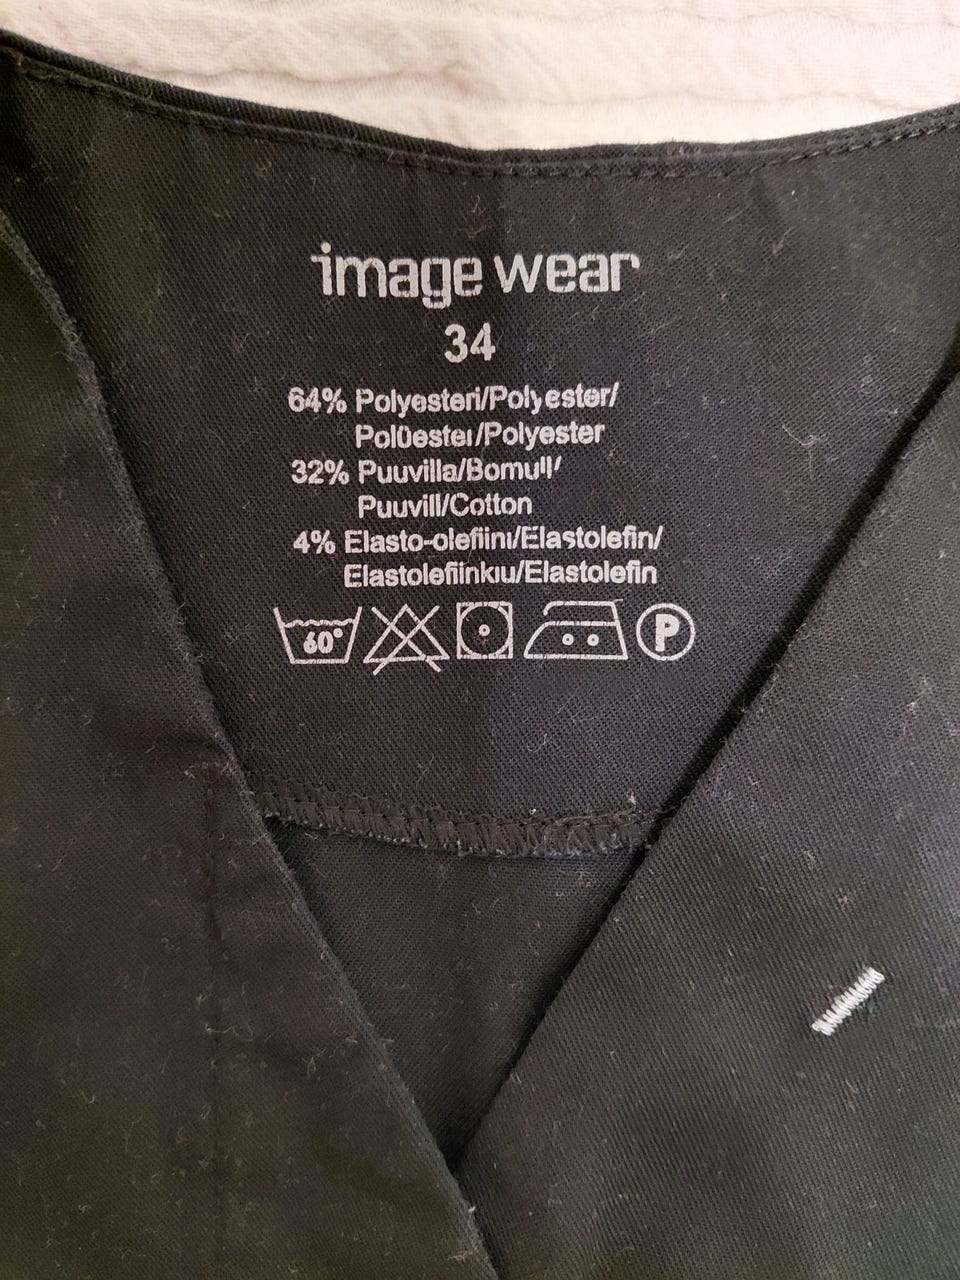 image wear
34
64% Polyesteri/Polyester/
Polüester/Polyester
32% Puuvilla/Bomull/
Puuvill/Cotton
4% Elasto-olefiini/Elastolefin/
Elastolefiinkiu/Elastolefin
60° P